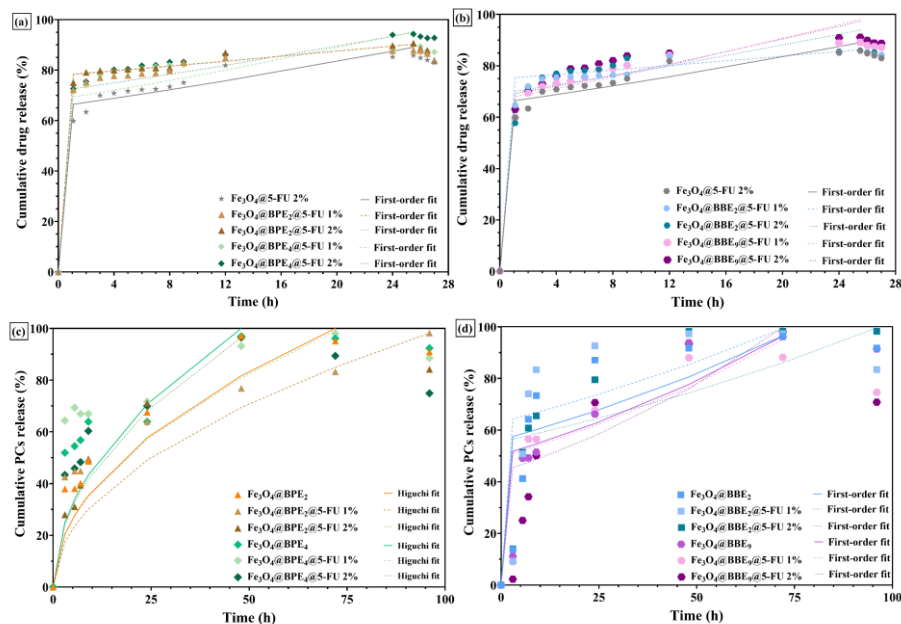 (a)
Cumulative drug release (%)
100
80
60
40
20
0
Fe₃O₄@5-FU 2% First-order fit
Fe₃O₄@BPE₂@5-FU 1% First-order fit
Fe₃O₄@BPE₂@5-FU 2% First-order fit
Fe₃O₄@BPE₄@5-FU 1% First-order fit
Fe₃O₄@BPE₄@5-FU 2% First-order fit
0 4 8 12 16 20 24 28
Time (h)
(b)
Cumulative drug release (%)
100
80
60
40
20
0
Fe₃O₄@5-FU 2% First-order fit
Fe₃O₄@BBE₂@5-FU 1% First-order fit
Fe₃O₄@BBE₂@5-FU 2% First-order fit
Fe₃O₄@BBE₉@5-FU 1% First-order fit
Fe₃O₄@BBE₉@5-FU 2% First-order fit
0 4 8 12 16 20 24 28
Time (h)
(c)
Cumulative PCs release (%)
100
80
60
40
20
0
Fe₃O₄@BPE₂ Higuchi fit
Fe₃O₄@BPE₂@5-FU 1% Higuchi fit
Fe₃O₄@BPE₂@5-FU 2% Higuchi fit
Fe₃O₄@BPE₄ Higuchi fit
Fe₃O₄@BPE₄@5-FU 1% Higuchi fit
Fe₃O₄@BPE₄@5-FU 2% Higuchi fit
0 25 50 75 100
Time (h)
(d)
Cumulative PCs release (%)
100
80
60
40
20
0
Fe₃O₄@BBE₂ First-order fit
Fe₃O₄@BBE₂@5-FU 1% First-order fit
Fe₃O₄@BBE₂@5-FU 2% First-order fit
Fe₃O₄@BBE₉ First-order fit
Fe₃O₄@BBE₉@5-FU 1% First-order fit
Fe₃O₄@BBE₉@5-FU 2% First-order fit
0 25 50 75 100
Time (h)